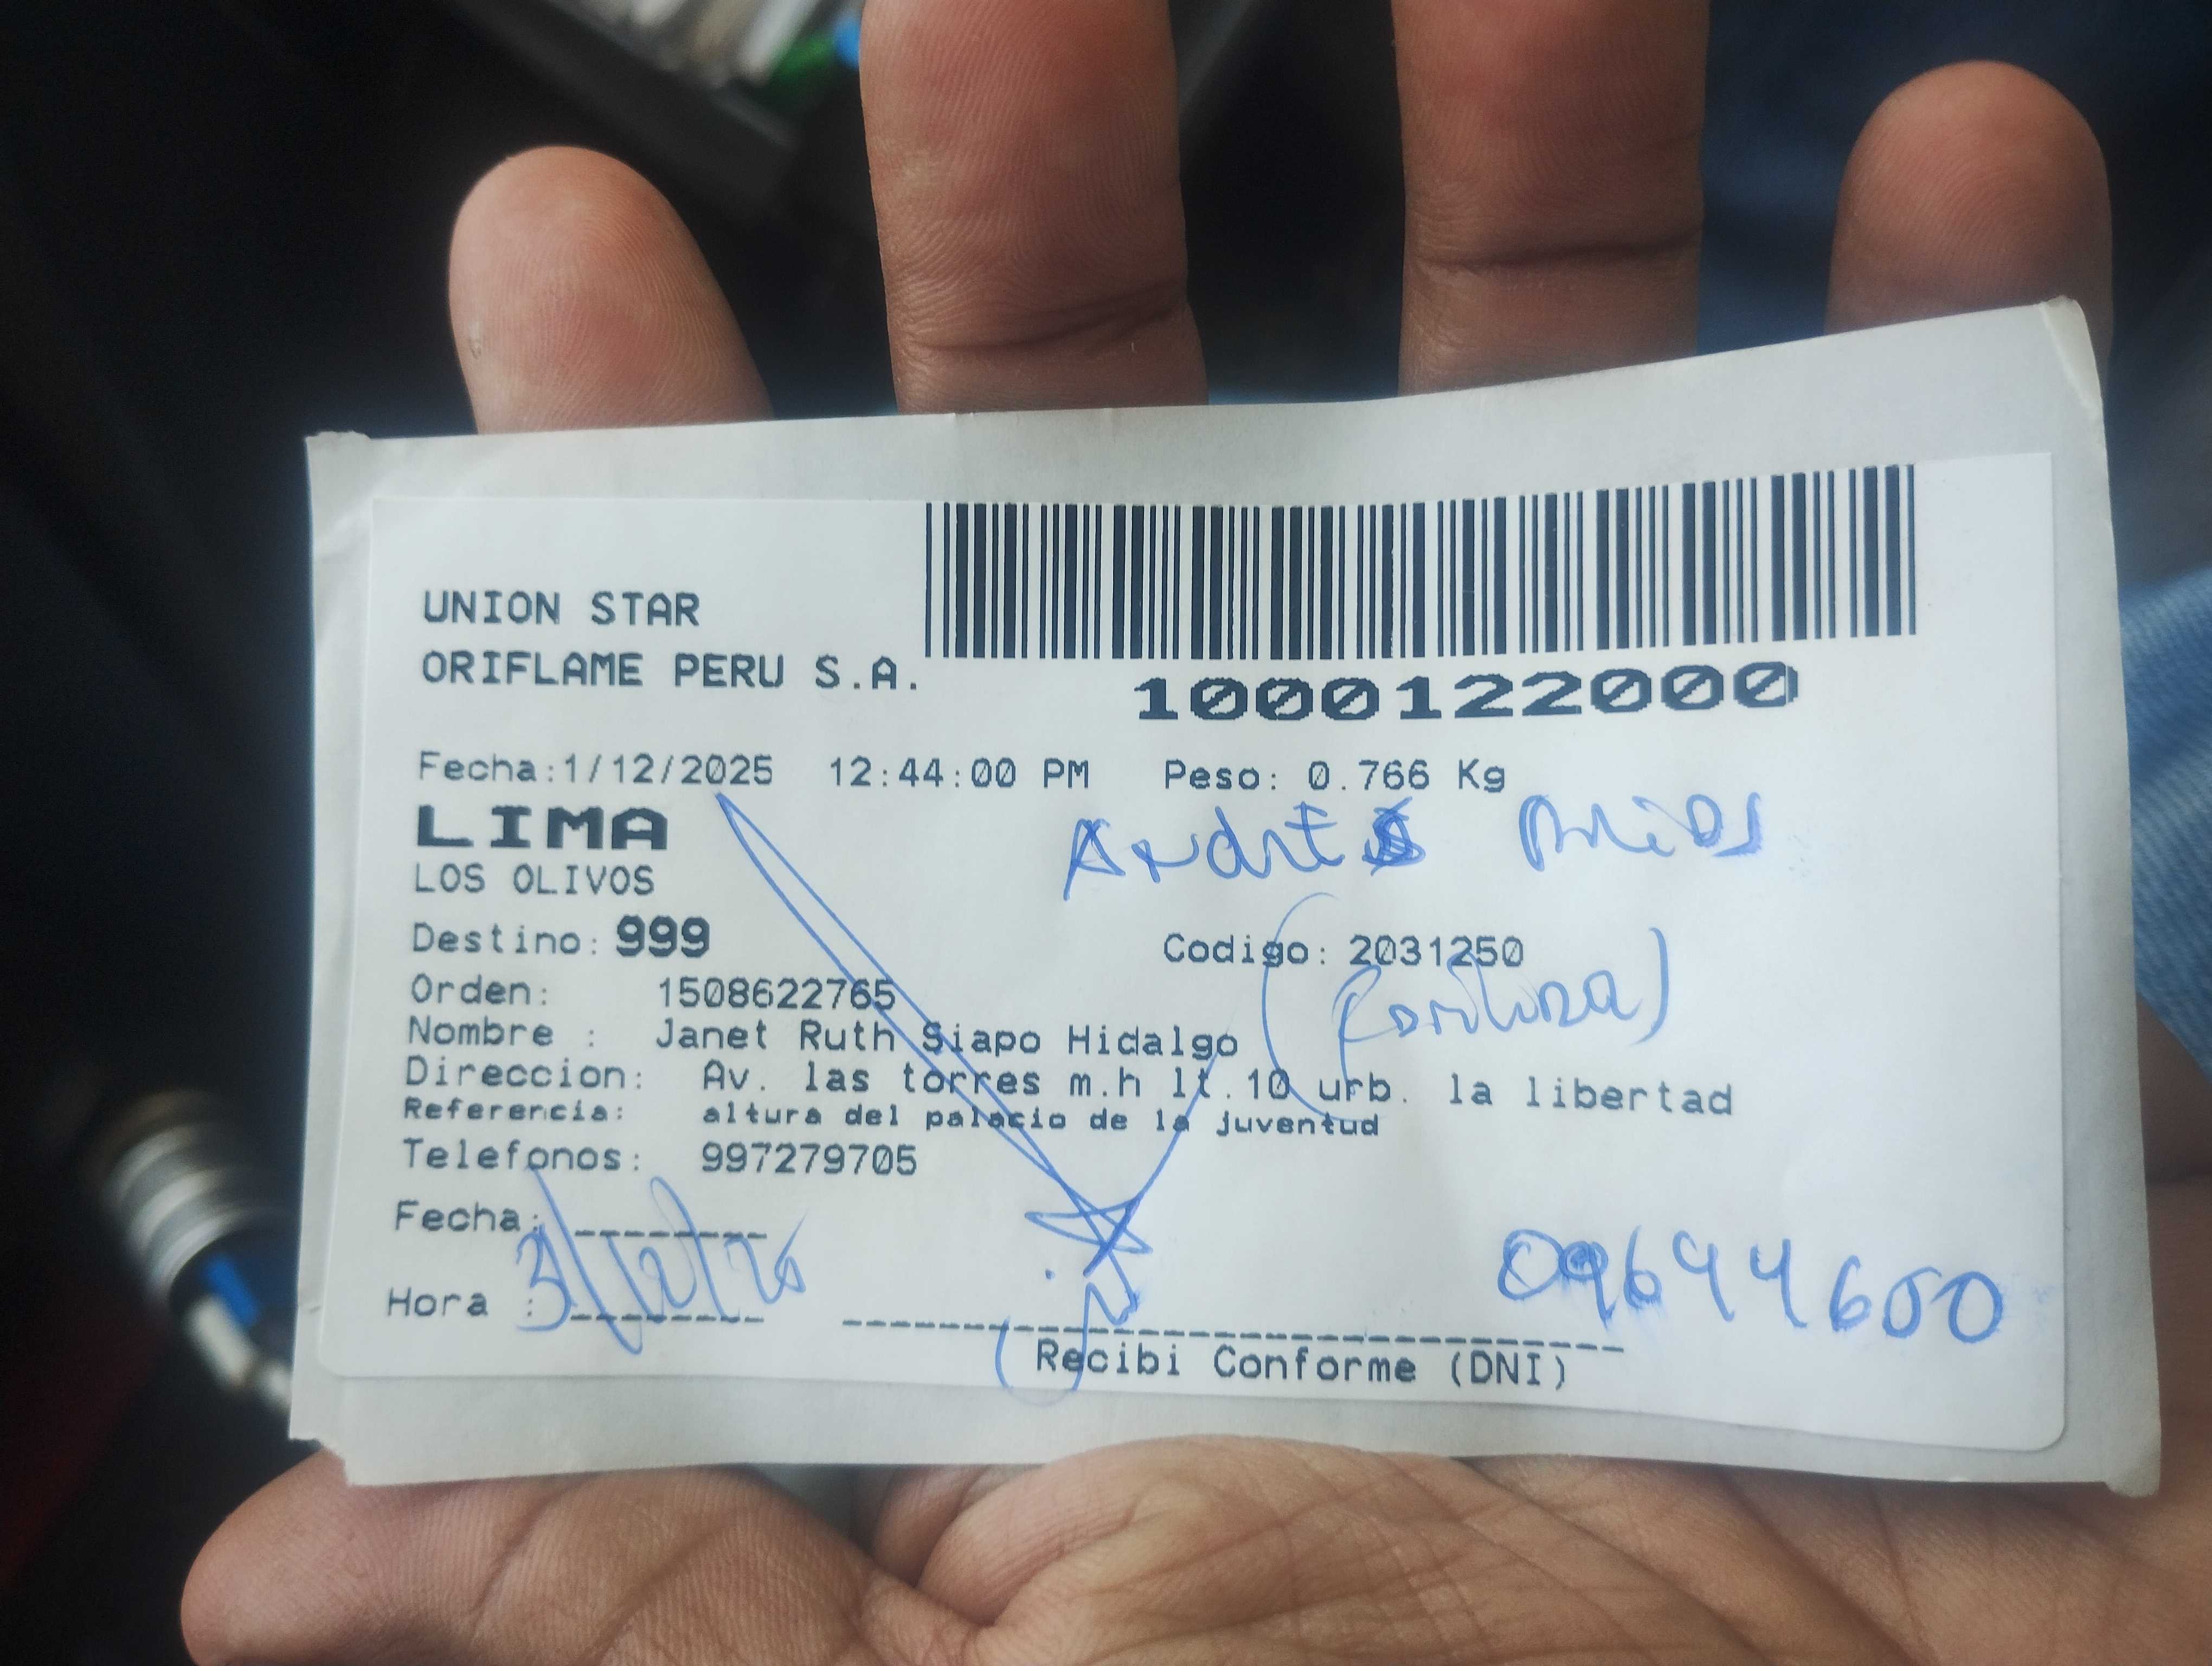 UNION STAR
ORIFLAME PERU S.A.
1000122000
Fecha:1/12/2025 12:44:00 PM Peso: 0.766 Kg
LIMA
Andrés
LOS OLIVOS
Destino: 999 Codigo: 2031250
Orden: 1508622765
Nombre : Janet Ruth Siapo Hidalgo
Direccion: Av. las torres m.h lt.10 urb. la libertad
Referencia: altura del palacio de la juventud
Telefonos: 997279705
Fecha:
Hora :
09644600
Recibi Conforme (DNI)